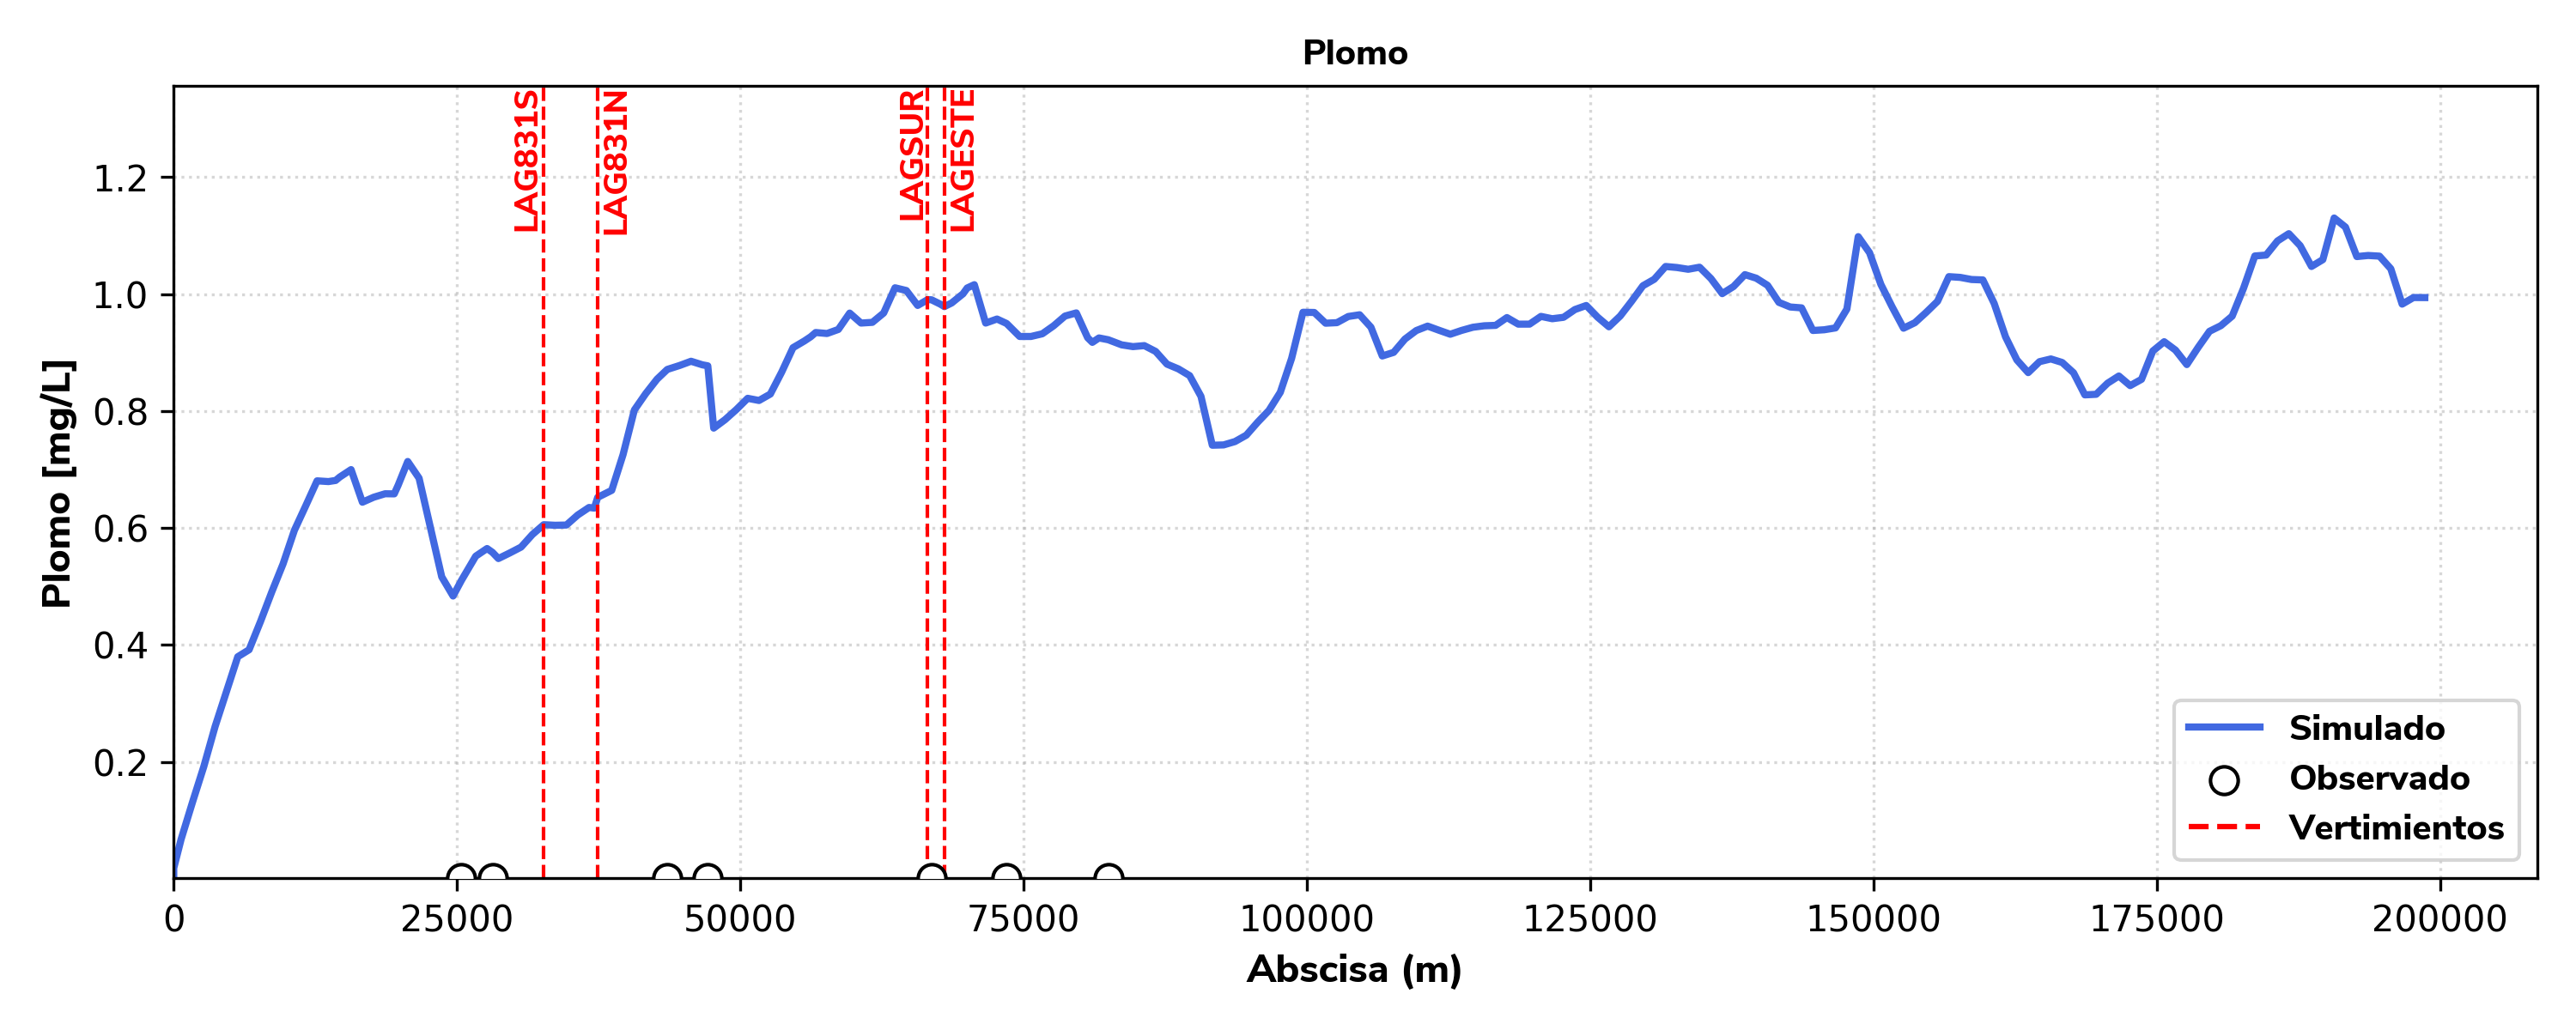 Plomo
LAG831S
LAG831N
LAGSUR
LAGESTE
1.2
1.0
0.8
0.6
0.4
0.2
Plomo [mg/L]
Simulado
Observado
Vertimientos
0 25000 50000 75000 100000 125000 150000 175000 200000
Abscisa (m)